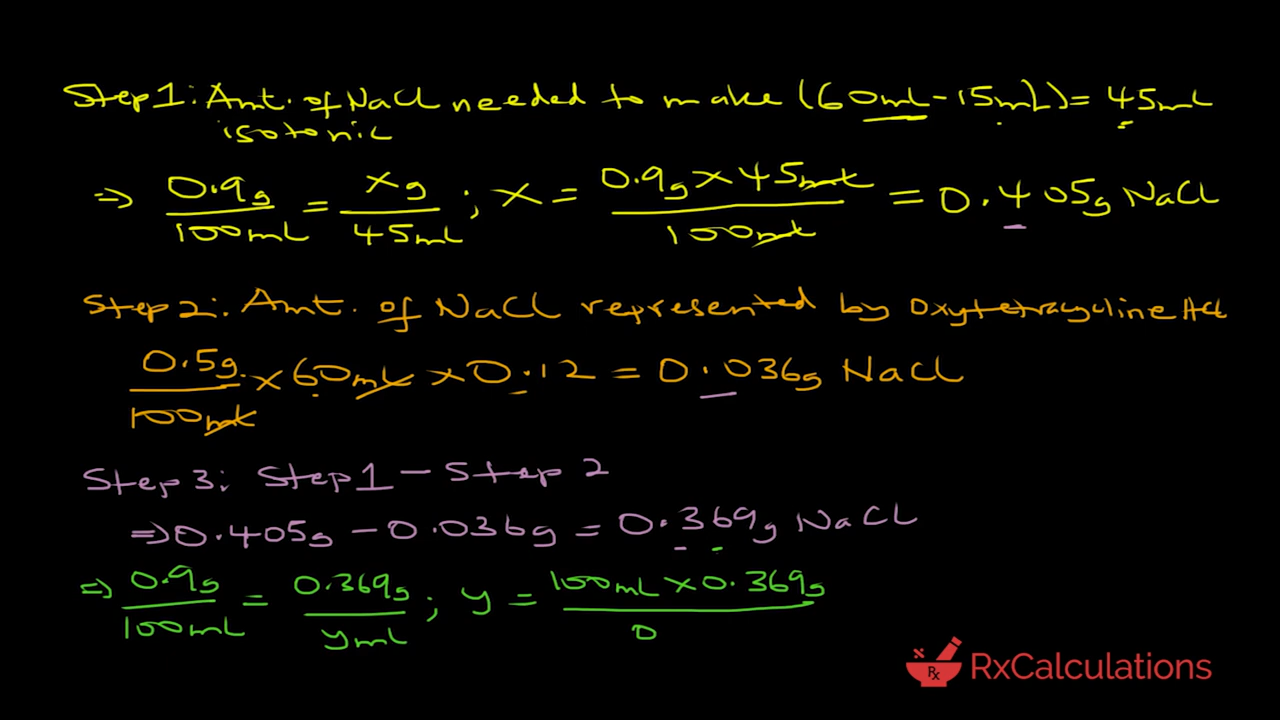 Step 1: Amt. of NaCl needed to make (60mL - 15mL) = 45mL
isotonic
⇒ 0.9g/100mL = xg/45mL ; x = 0.9g x 45mL/100mL = 0.405g NaCl
Step 2: Amt. of NaCl represented by Oxytetracycline HCl
0.5g/100mL x 60mL x 0.12 = 0.036g NaCl
Step 3: Step 1 - Step 2
⇒ 0.405g - 0.036g = 0.369g NaCl
⇒ 0.9g/100mL = 0.369g/ymL ; y = 100mL x 0.369g/0
Rx RxCalculations